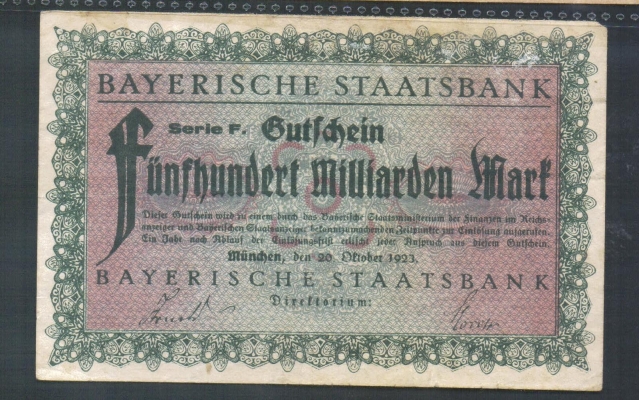 BAYERISCHE STAATSBANK
Serie F. Gutschein
Fünfhundert Milliarden Mark
Dieser Gutschein wird zu einem durch das Bayerische Staatsministerium der Finanzen im Reichs-
anzeiger und Bayerischen Staatsanzeiger bekanntzumachenden Zeitpunkte zur Einlösung aufgerufen.
Ein Jahr nach Ablauf der Einlösungsfrist erlischt jeder Anspruch aus diesem Gutschein.
München, den 20 Oktober 1923.
BAYERISCHE STAATSBANK
Direktorium: